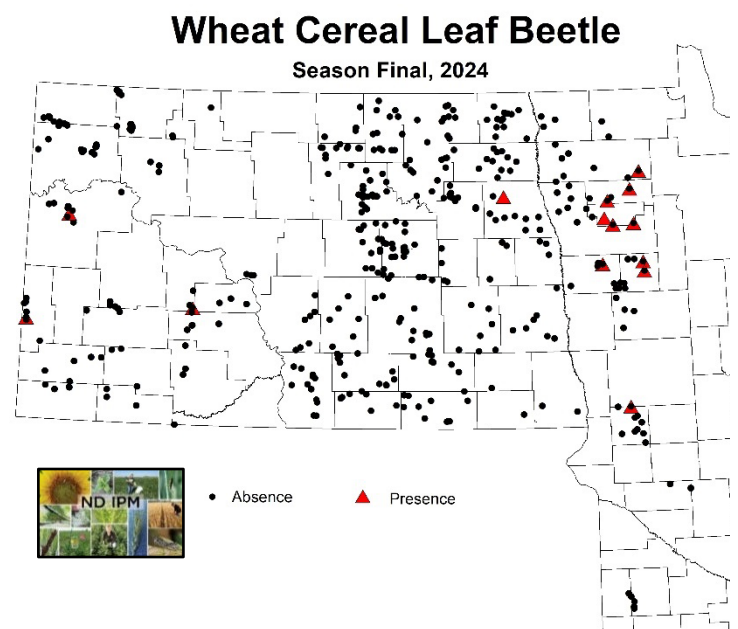 Wheat Cereal Leaf Beetle
Season Final, 2024
ND IPM
Absence
Presence